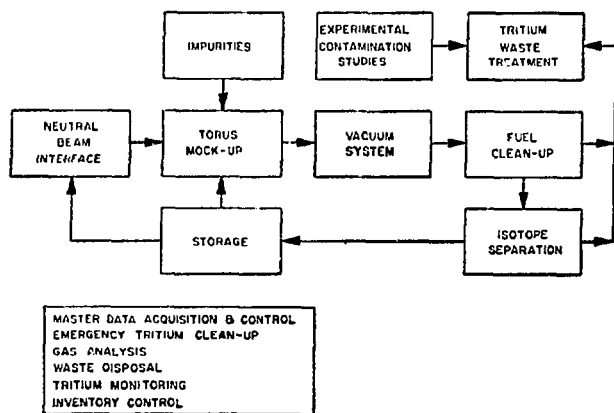 IMPURITIES
EXPERIMENTAL
CONTAMINATION
STUDIES
TRITIUM
WASTE
TREATMENT
NEUTRAL
BEAM
INTERFACE
TORUS
MOCK-UP
VACUUM
SYSTEM
FUEL
CLEAN-UP
STORAGE
ISOTOPE
SEPARATION
MASTER DATA ACQUISITION & CONTROL
EMERGENCY TRITIUM CLEAN-UP
GAS ANALYSIS
WASTE DISPOSAL
TRITIUM MONITORING
INVENTORY CONTROL